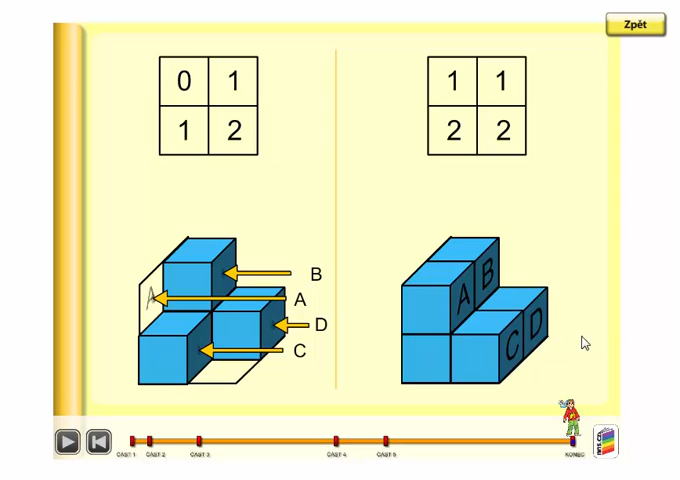 Zpět
0 1
1 2
1 1
2 2
B
A
A
D
C
A
B
C
D
ČÁST 1
ČÁST 2
ČÁST 3
ČÁST 4
ČÁST 5
KONEC